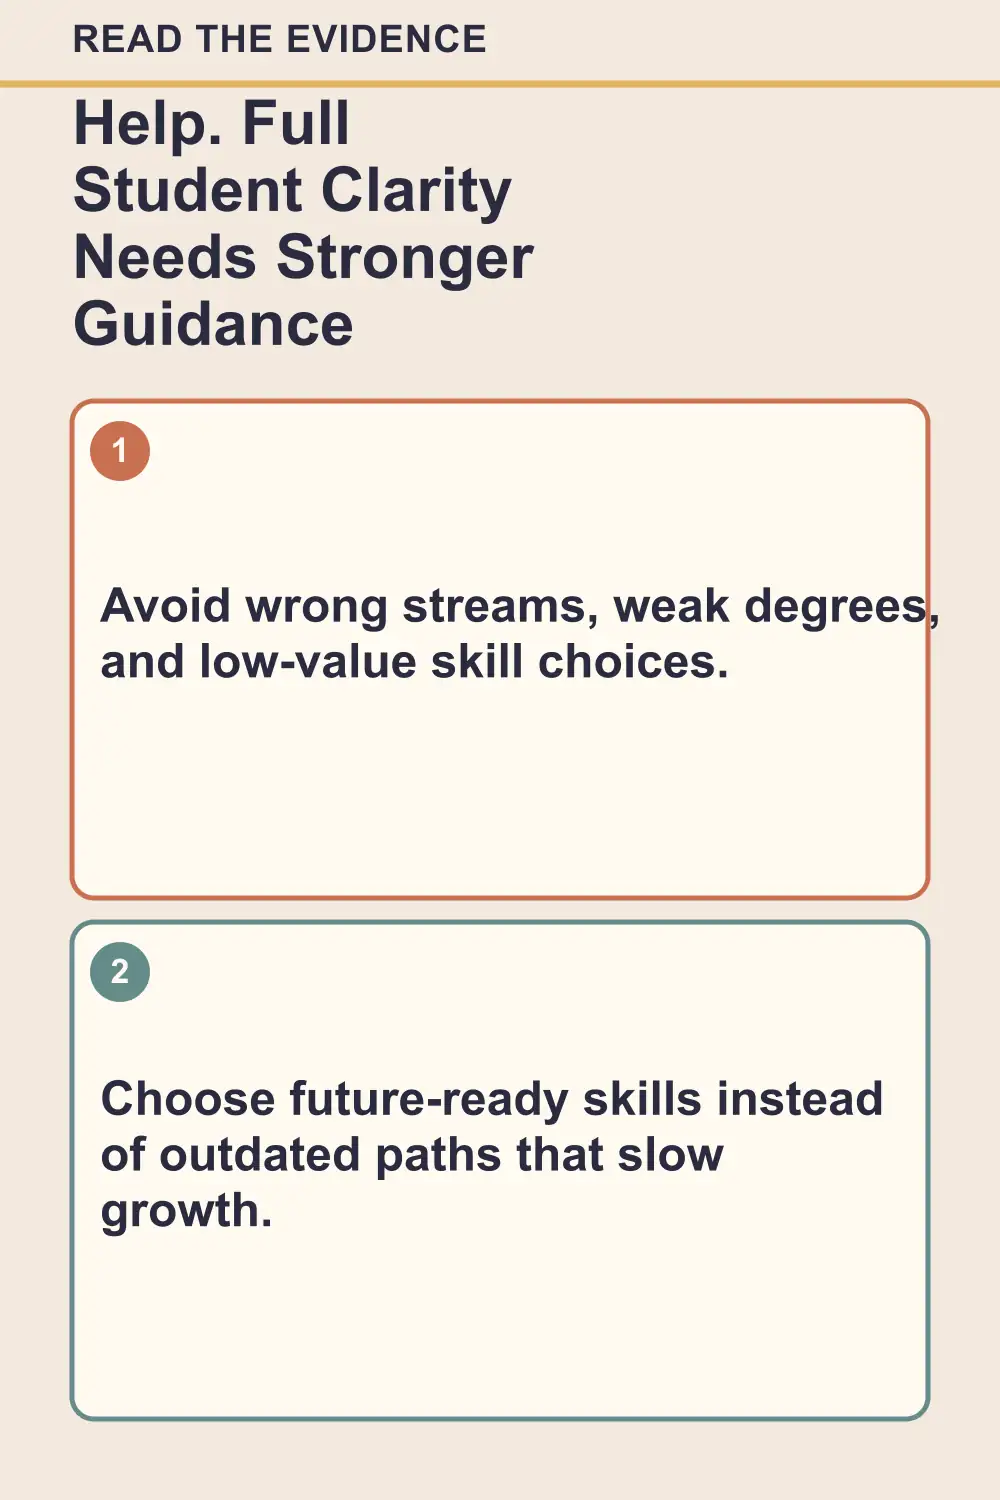 READ THE EVIDENCE
Help. Full
Student Clarity
Needs Stronger
Guidance
1
Avoid wrong streams, weak degrees,
and low-value skill choices.
2
Choose future-ready skills instead
of outdated paths that slow
growth.